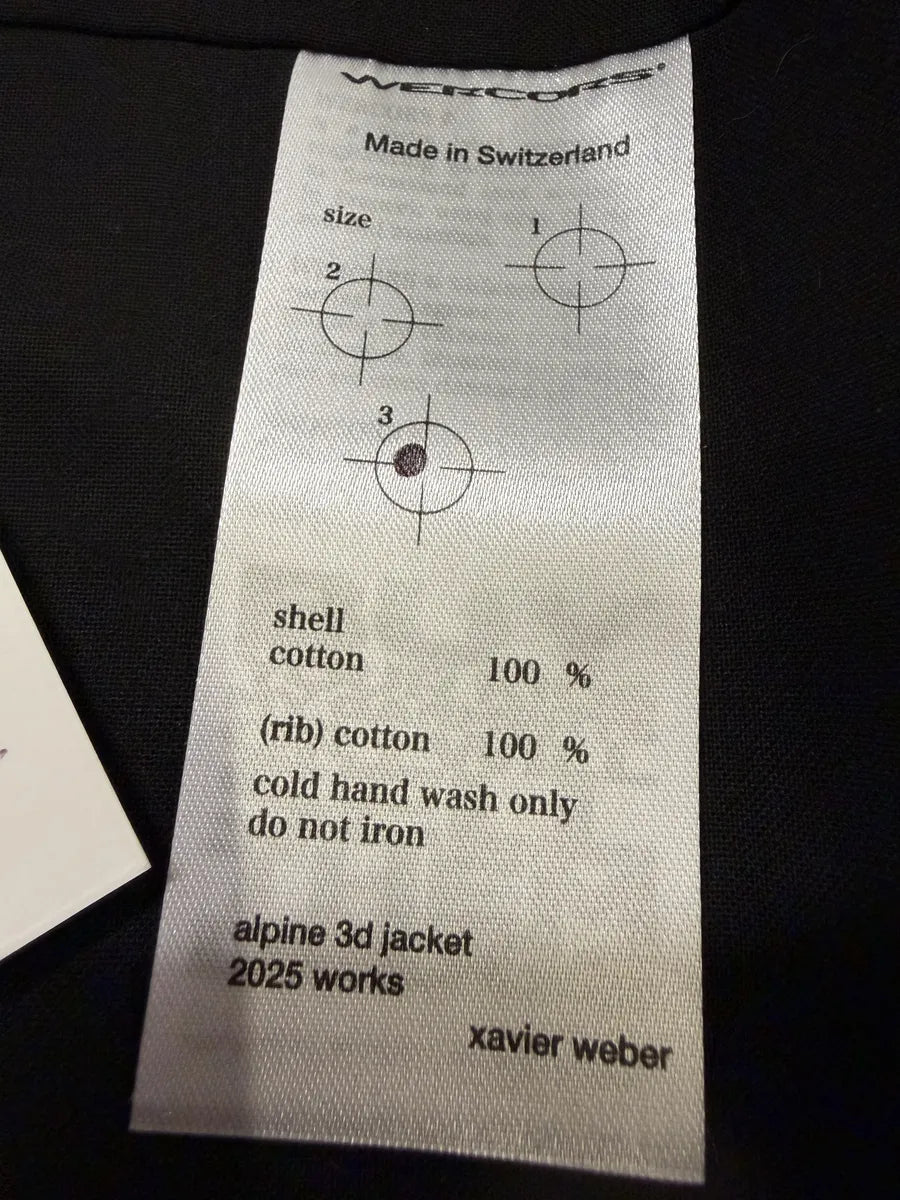 WERCORS
Made in Switzerland
size
1
2
3
shell
cotton 100 %
(rib) cotton 100 %
cold hand wash only
do not iron
alpine 3d jacket
2025 works
xavier weber